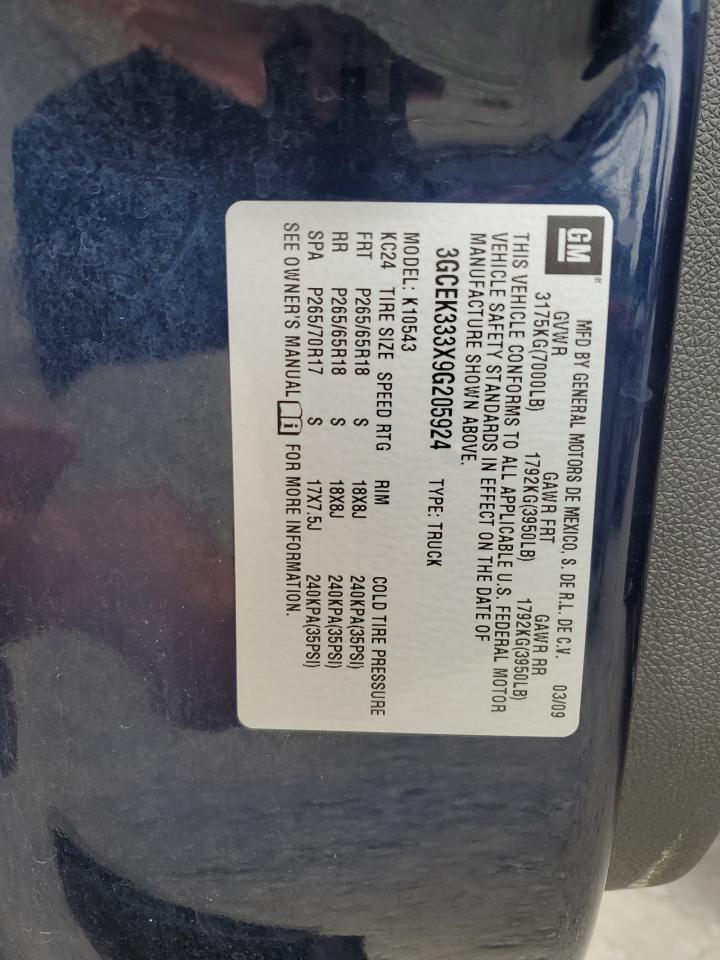 GM®
MFD BY GENERAL MOTORS DE MEXICO, S. DE R.L. DE C.V. 03/09
GVWR GAWR FRT GAWR RR
3175KG(7000LB) 1792KG(3950LB) 1792KG(3950LB)
THIS VEHICLE CONFORMS TO ALL APPLICABLE U.S. FEDERAL MOTOR
VEHICLE SAFETY STANDARDS IN EFFECT ON THE DATE OF
MANUFACTURE SHOWN ABOVE.
3GCEK333X9G205924 TYPE: TRUCK
MODEL: K10543
KC24 TIRE SIZE SPEED RTG RIM COLD TIRE PRESSURE
FRT P265/65R18 S 18X8J 240KPA(35PSI)
RR P265/65R18 S 18X8J 240KPA(35PSI)
SPA P265/70R17 S 17X7.5J 240KPA(35PSI)
SEE OWNER'S MANUAL FOR MORE INFORMATION.